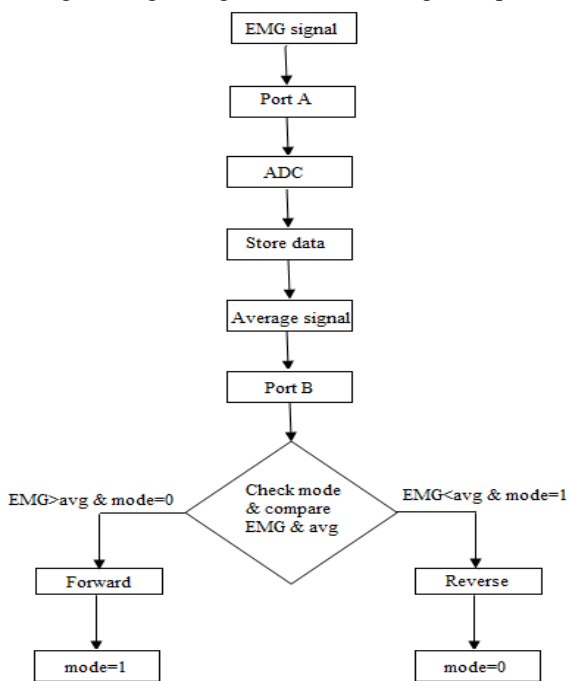 EMG signal
Port A
ADC
Store data
Average signal
Port B
Check mode
& compare
EMG & avg
EMG>avg & mode=0
EMG<avg & mode=1
Forward
Reverse
mode=1
mode=0